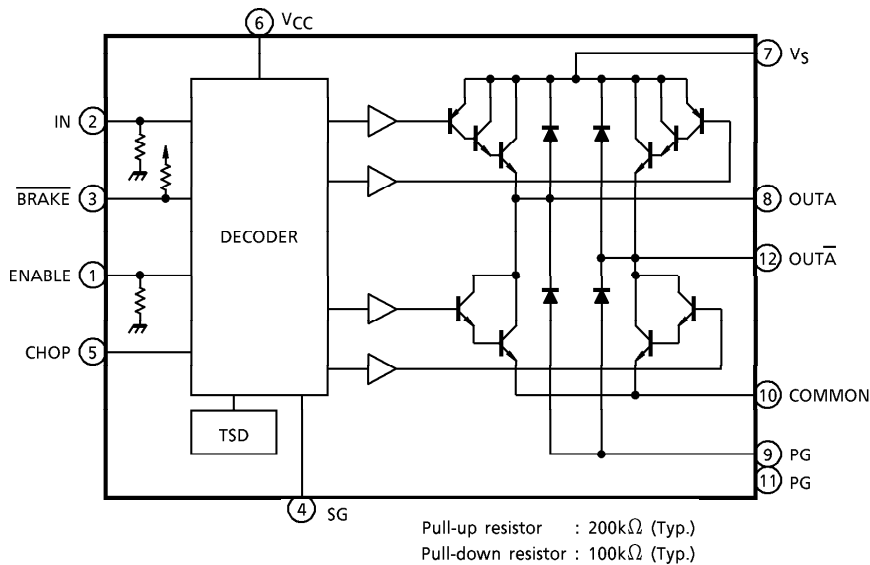 6 VCC
7 VS
IN 2
BRAKE 3
8 OUTA
DECODER
12 OUTA̅
ENABLE 1
CHOP 5
10 COMMON
TSD
9 PG
11 PG
4 SG
Pull-up resistor : 200kΩ (Typ.)
Pull-down resistor : 100kΩ (Typ.)